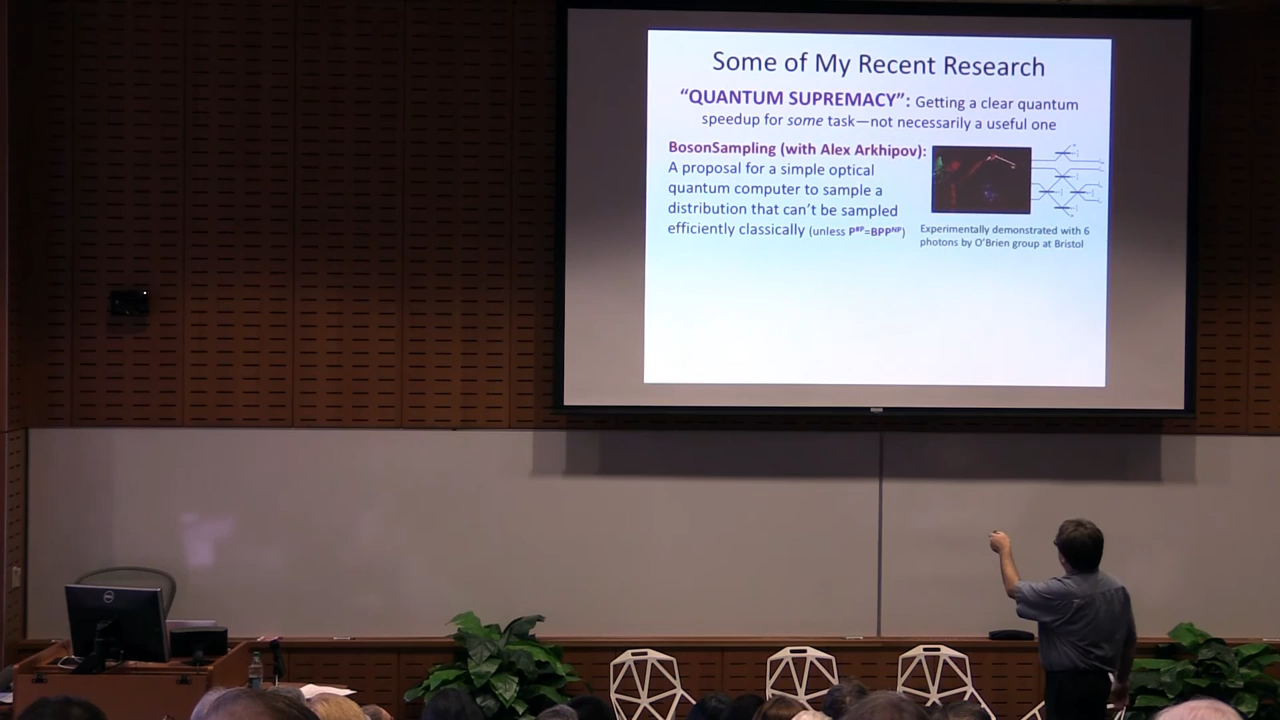 Some of My Recent Research
“QUANTUM SUPREMACY”: Getting a clear quantum
speedup for some task—not necessarily a useful one
BosonSampling (with Alex Arkhipov):
A proposal for a simple optical
quantum computer to sample a
distribution that can’t be sampled
efficiently classically (unless P#P=BPPNP)
Experimentally demonstrated with 6
photons by O’Brien group at Bristol
DELL